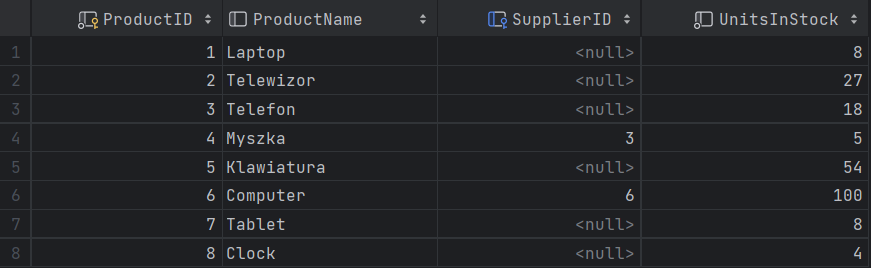 ProductID ProductName SupplierID UnitsInStock
1 1 Laptop <null> 8
2 2 Telewizor <null> 27
3 3 Telefon <null> 18
4 4 Myszka 3 5
5 5 Klawiatura <null> 54
6 6 Computer 6 100
7 7 Tablet <null> 8
8 8 Clock <null> 4